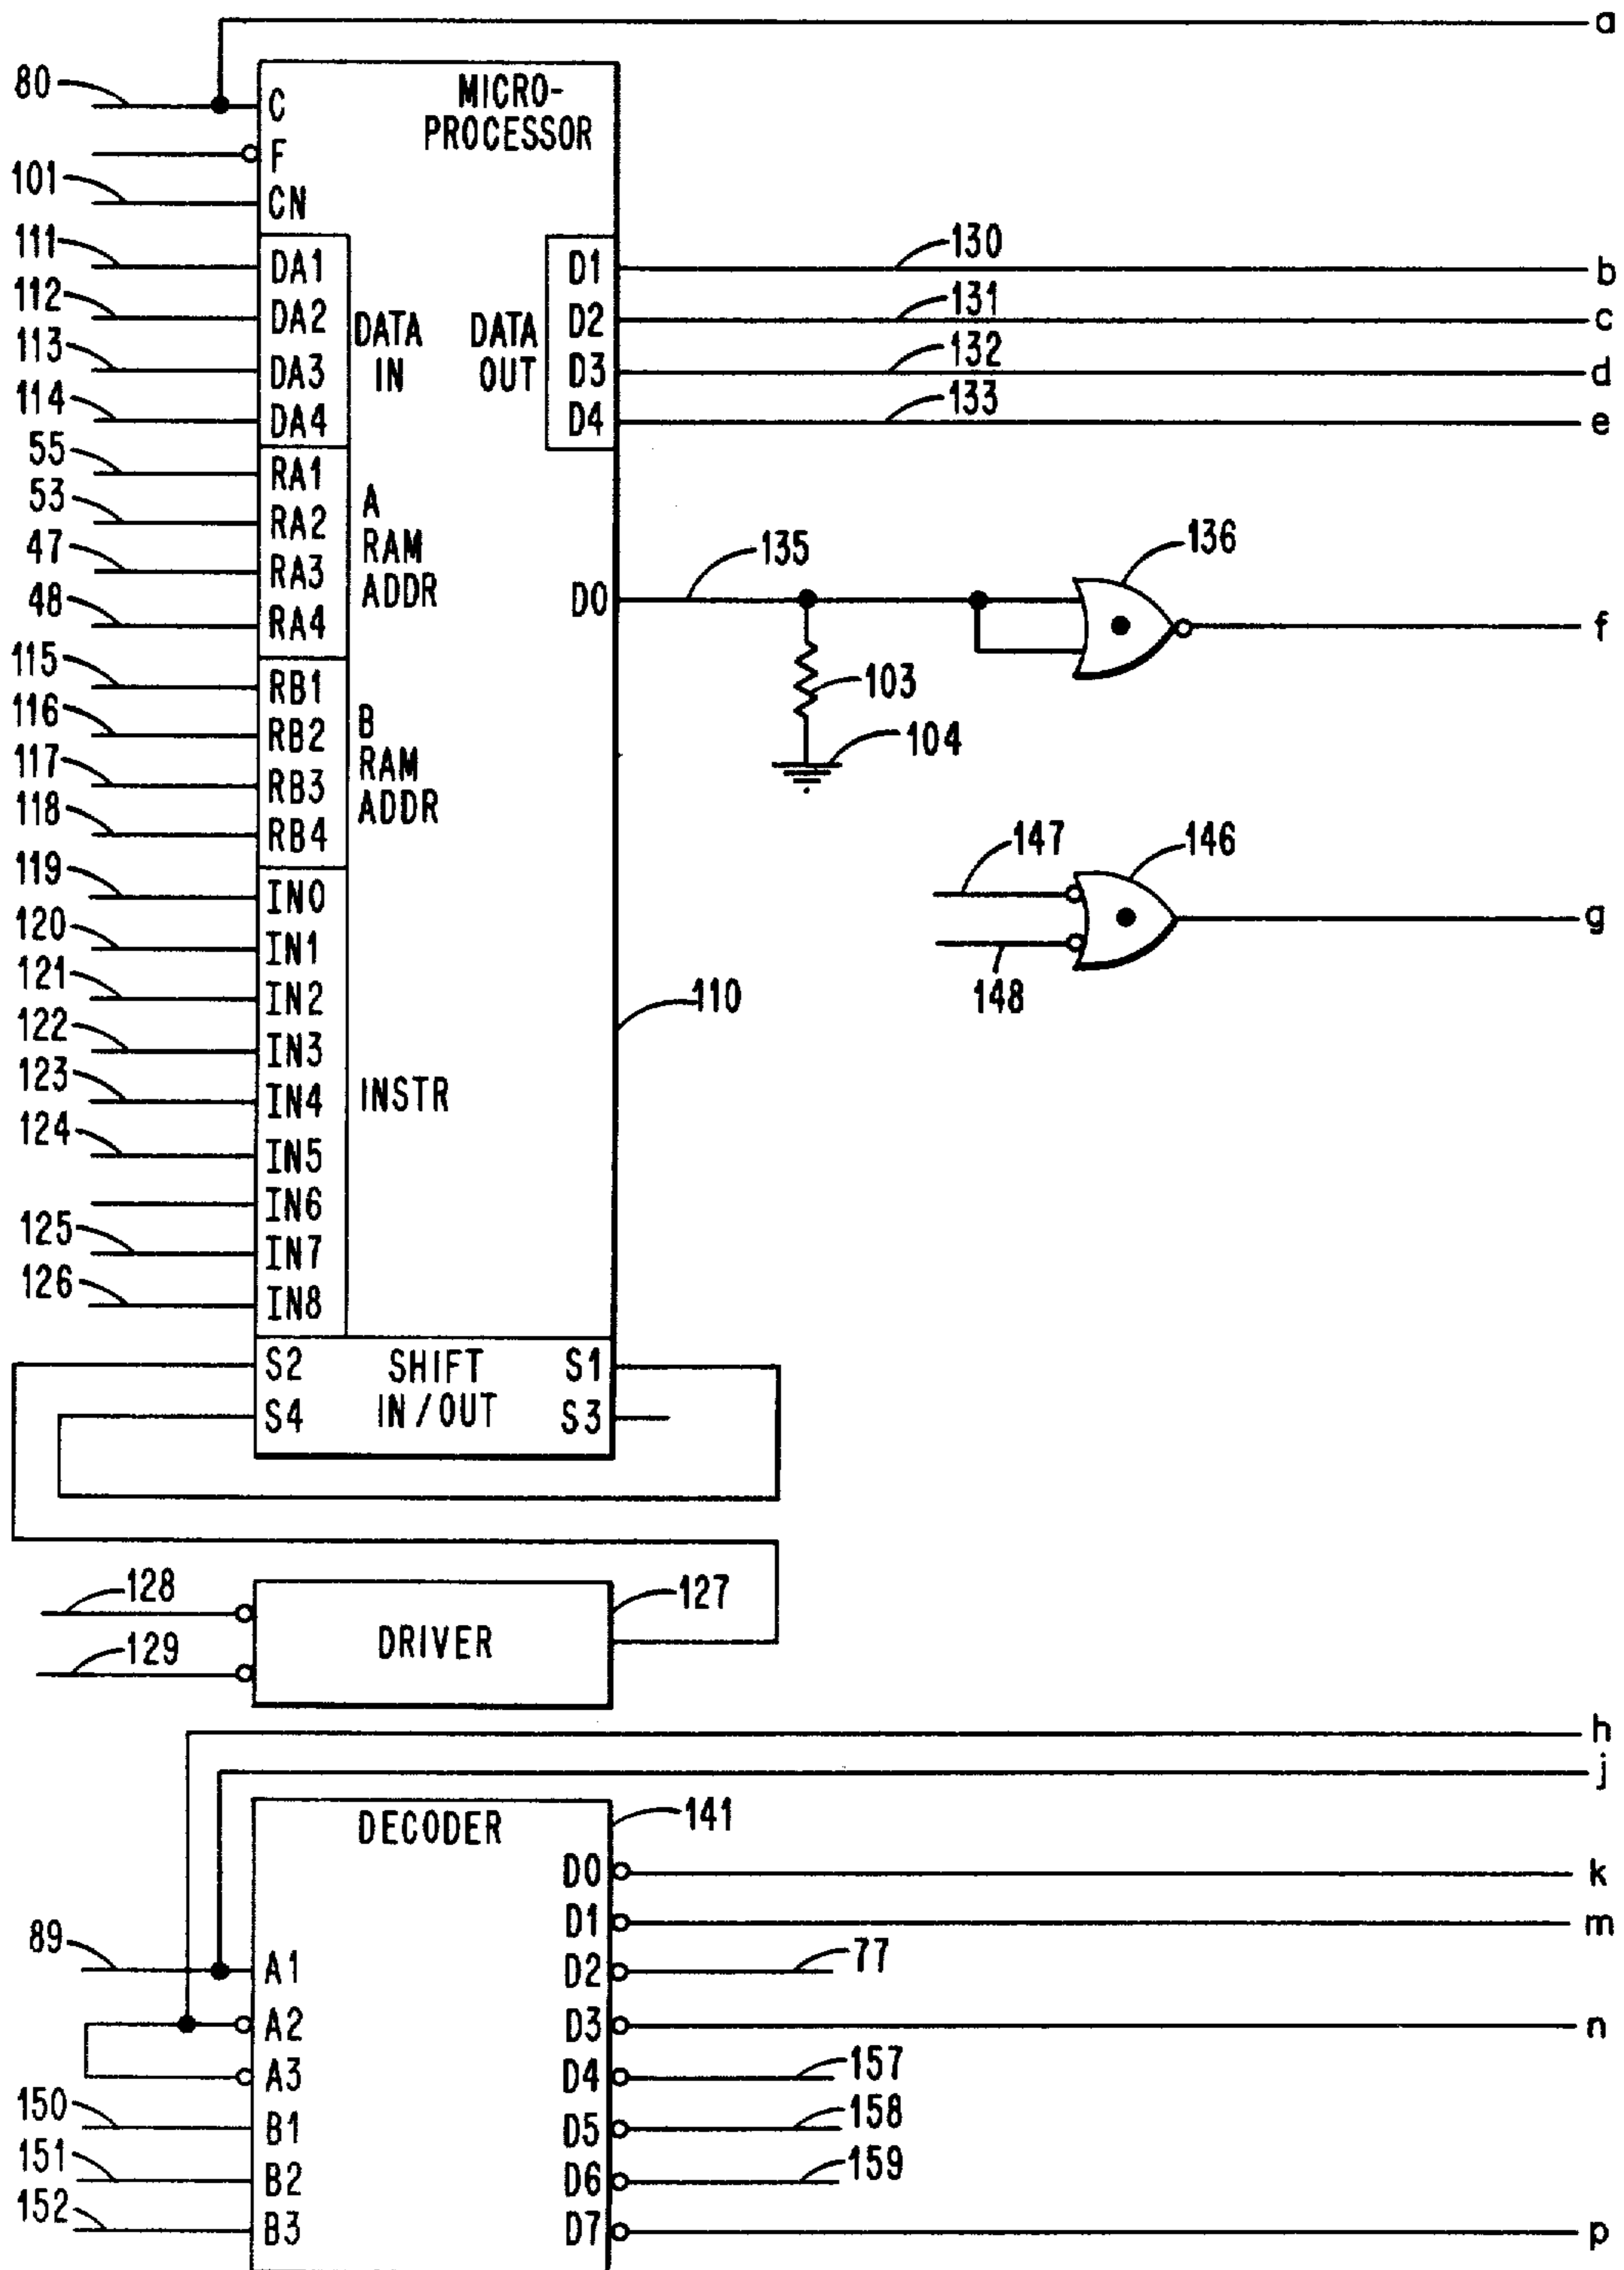 a
80 C MICRO-
PROCESSOR
F
101 CN
111 DA1 D1 130 b
112 DA2 DATA DATA D2 131 c
113 DA3 IN OUT D3 132 d
114 DA4 D4 133 e
55 RA1
53 RA2 A
47 RA3 RAM
48 RA4 ADDR DO 135 136 f
115 RB1 103
116 RB2 B
117 RB3 RAM 104
118 RB4 ADDR
119 IN0 147 146
120 IN1 g
121 IN2 148
110
122 IN3
123 IN4 INSTR
124 IN5
IN6
125 IN7
126 IN8
S2 SHIFT S1
S4 IN/OUT S3
128 127
129 DRIVER
h
j
DECODER 141
D0 k
D1 m
89 A1 D2 77
A2 D3 n
A3 D4 157
150 B1 D5 158
151 B2 D6 159
152 B3 D7 p